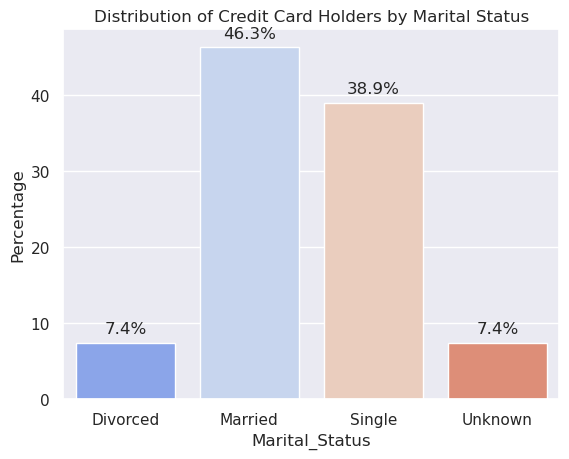 Distribution of Credit Card Holders by Marital Status
46.3%
38.9%
7.4%
7.4%
40
30
20
10
0
Percentage
Divorced
Married
Single
Unknown
Marital_Status